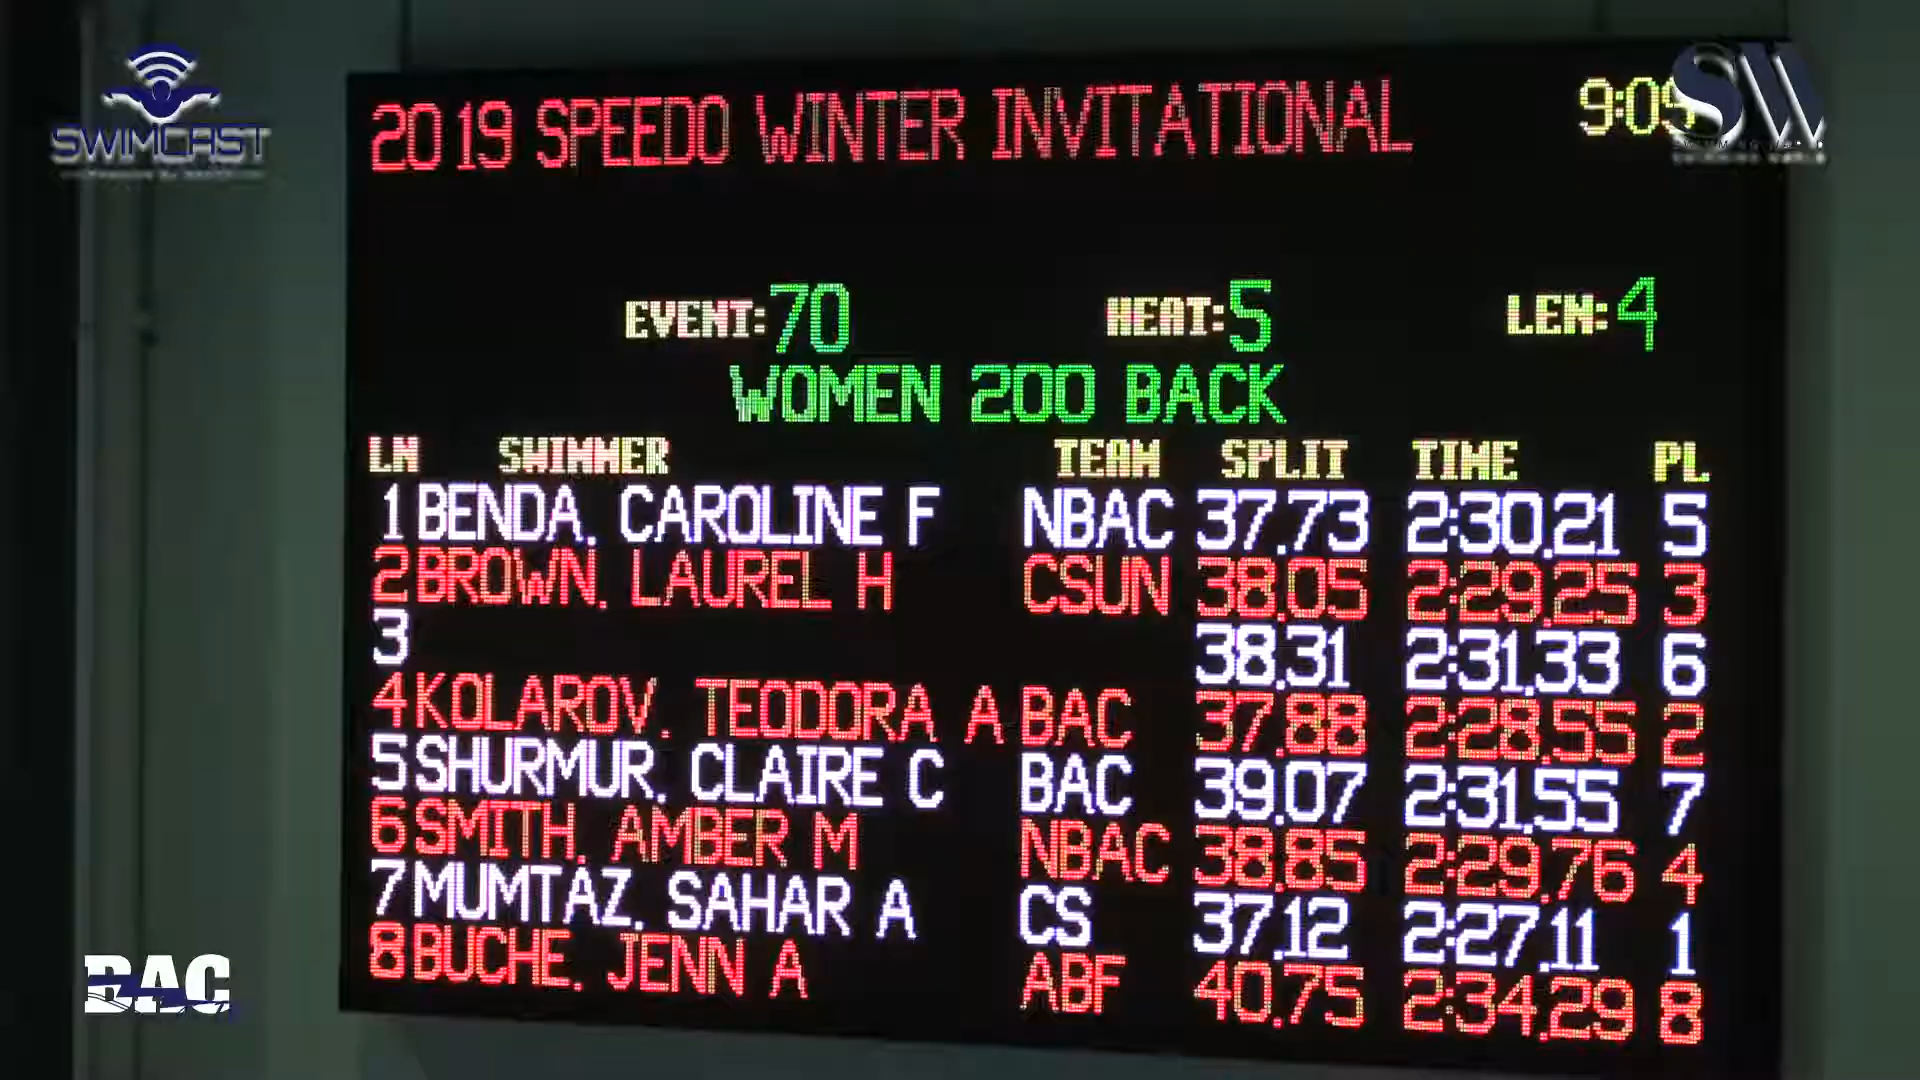 SWIMCAST
2019 SPEEDO WINTER INVITATIONAL
9:09
SW
EVENT:70 HEAT:5 LEN:4
WOMEN 200 BACK
LN SWIMMER TEAM SPLIT TIME PL
1 BENDA, CAROLINE F NBAC 37.73 2:30.21 5
2 BROWN, LAUREL H CSUN 38.05 2:29.25 3
3 38.31 2:31.33 6
4 KOLAROV, TEODORA A BAC 37.88 2:28.55 2
5 SHURMUR, CLAIRE C BAC 39.07 2:31.55 7
6 SMITH, AMBER M NBAC 38.85 2:29.76 4
7 MUMTAZ, SAHAR A CS 37.12 2:27.11 1
8 BUCHE, JENN A ABF 40.75 2:34.29 8
BAC